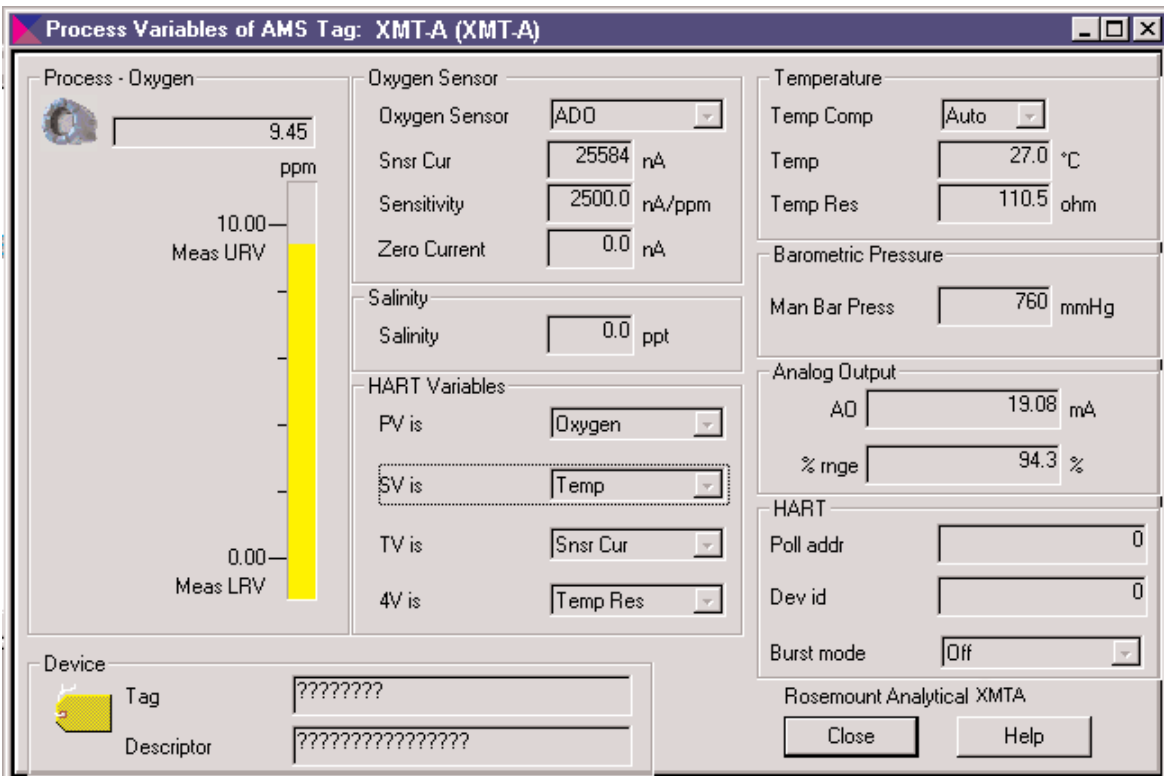 Process Variables of AMS Tag: XMT-A (XMT-A)
Process - Oxygen
9.45
ppm
10.00
Meas URV
0.00
Meas LRV
Oxygen Sensor
Oxygen Sensor ADO
Snsr Cur 25584 nA
Sensitivity 2500.0 nA/ppm
Zero Current 0.0 nA
Salinity
Salinity 0.0 ppt
HART Variables
PV is Oxygen
SV is Temp
TV is Snsr Cur
4V is Temp Res
Temperature
Temp Comp Auto
Temp 27.0 °C
Temp Res 110.5 ohm
Barometric Pressure
Man Bar Press 760 mmHg
Analog Output
AO 19.08 mA
% rnge 94.3 %
HART
Poll addr 0
Dev id 0
Burst mode Off
Device
Tag ????????
Descriptor ????????????????
Rosemount Analytical XMTA
Close Help